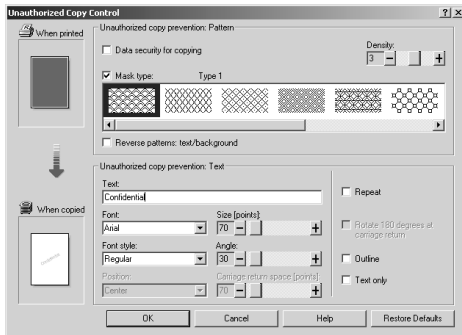 Unauthorized Copy Control
When printed
Unauthorized copy prevention: Pattern
Data security for copying
Density:
3
Mask type: Type 1
Reverse patterns: text/background
When copied
Unauthorized copy prevention: Text
Text:
Confidential
Font:
Arial
Size [points]:
70
Font style:
Regular
Angle:
30
Position:
Center
Carriage return space [points]:
70
Repeat
Rotate 180 degrees at
carriage return
Outline
Text only
OK Cancel Help Restore Defaults